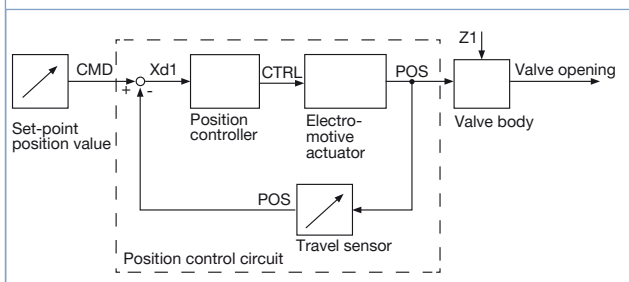 Z1
CMD
Xd1
CTRL
POS
Valve opening
+
-
Set-point
position value
Position
controller
Electro-
motive
actuator
Valve body
POS
Travel sensor
Position control circuit